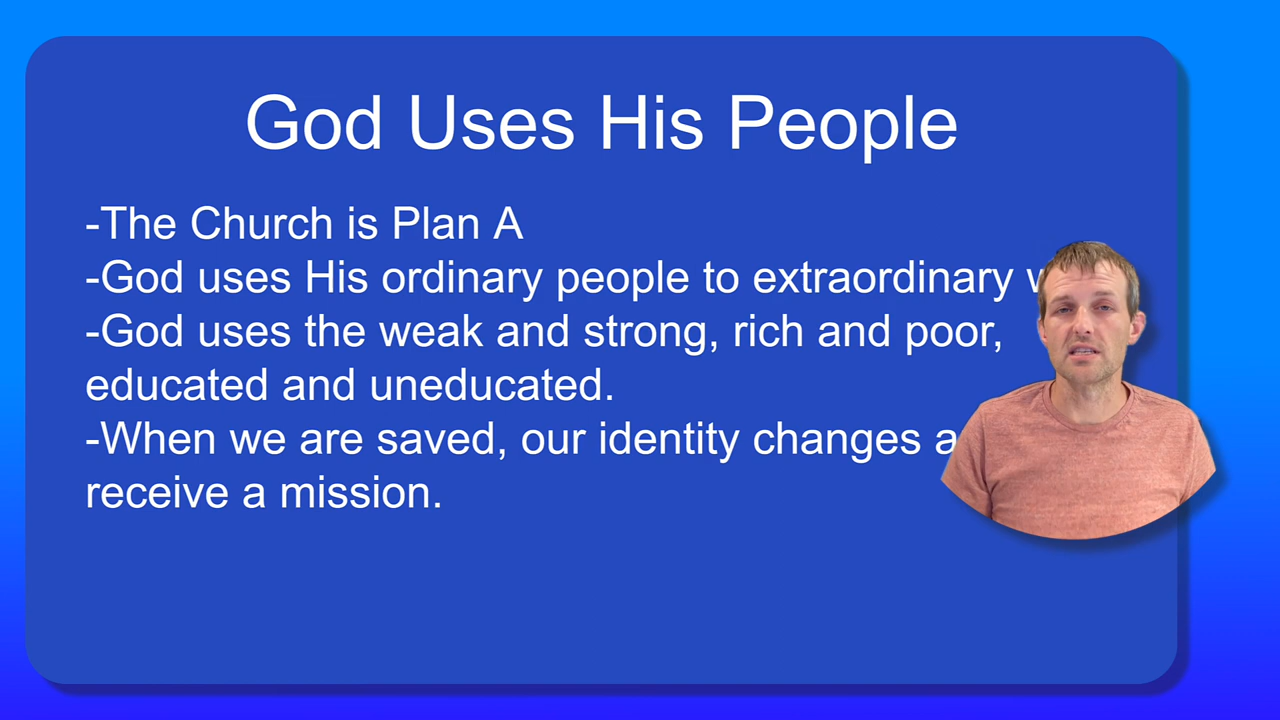 God Uses His People
-The Church is Plan A
-God uses His ordinary people to extraordinary
-God uses the weak and strong, rich and poor,
educated and uneducated.
-When we are saved, our identity changes
receive a mission.